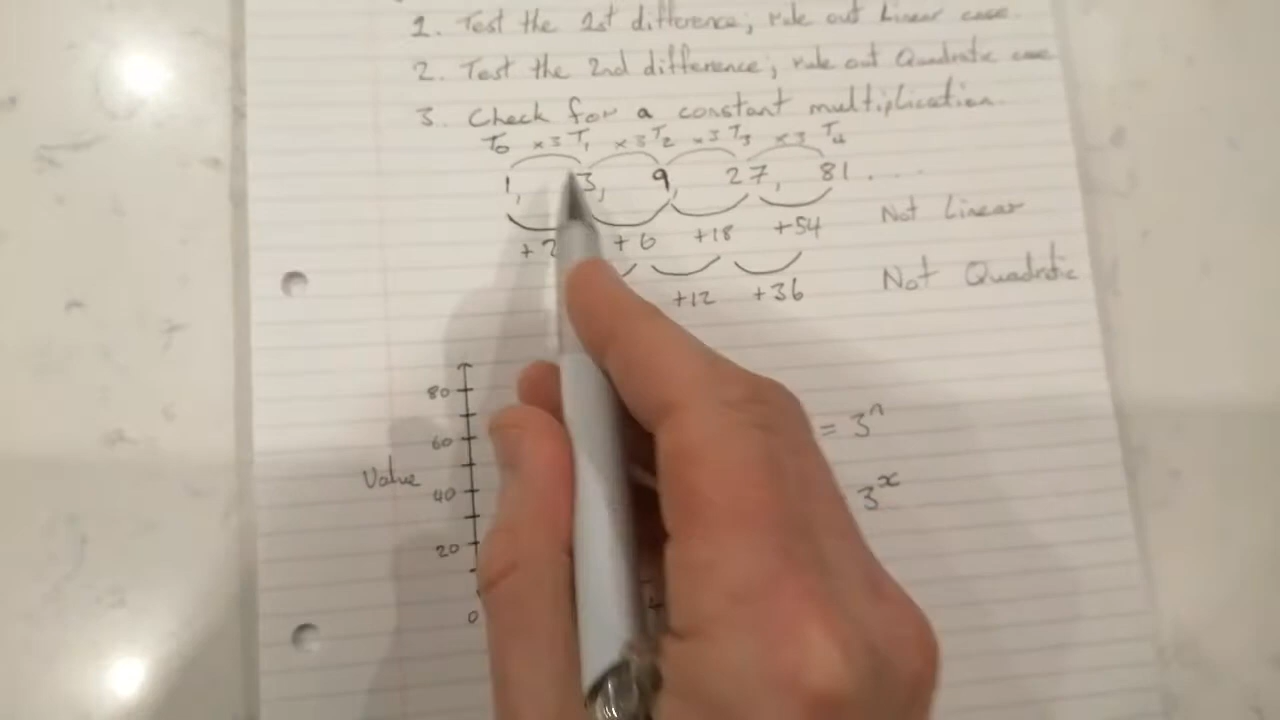 1. Test the 1st difference; rule out Linear case.
2. Test the 2nd difference; rule out Quadratic case
3. Check for a constant multiplication.
T0 ×3 T1 ×3 T2 ×3 T3 ×3 T4
1, 3, 9, 27, 81 ....
+2 +6 +18 +54 Not Linear
+12 +36 Not Quadratic
80
60 = 3^n
Value 40 3^x
20
0 4